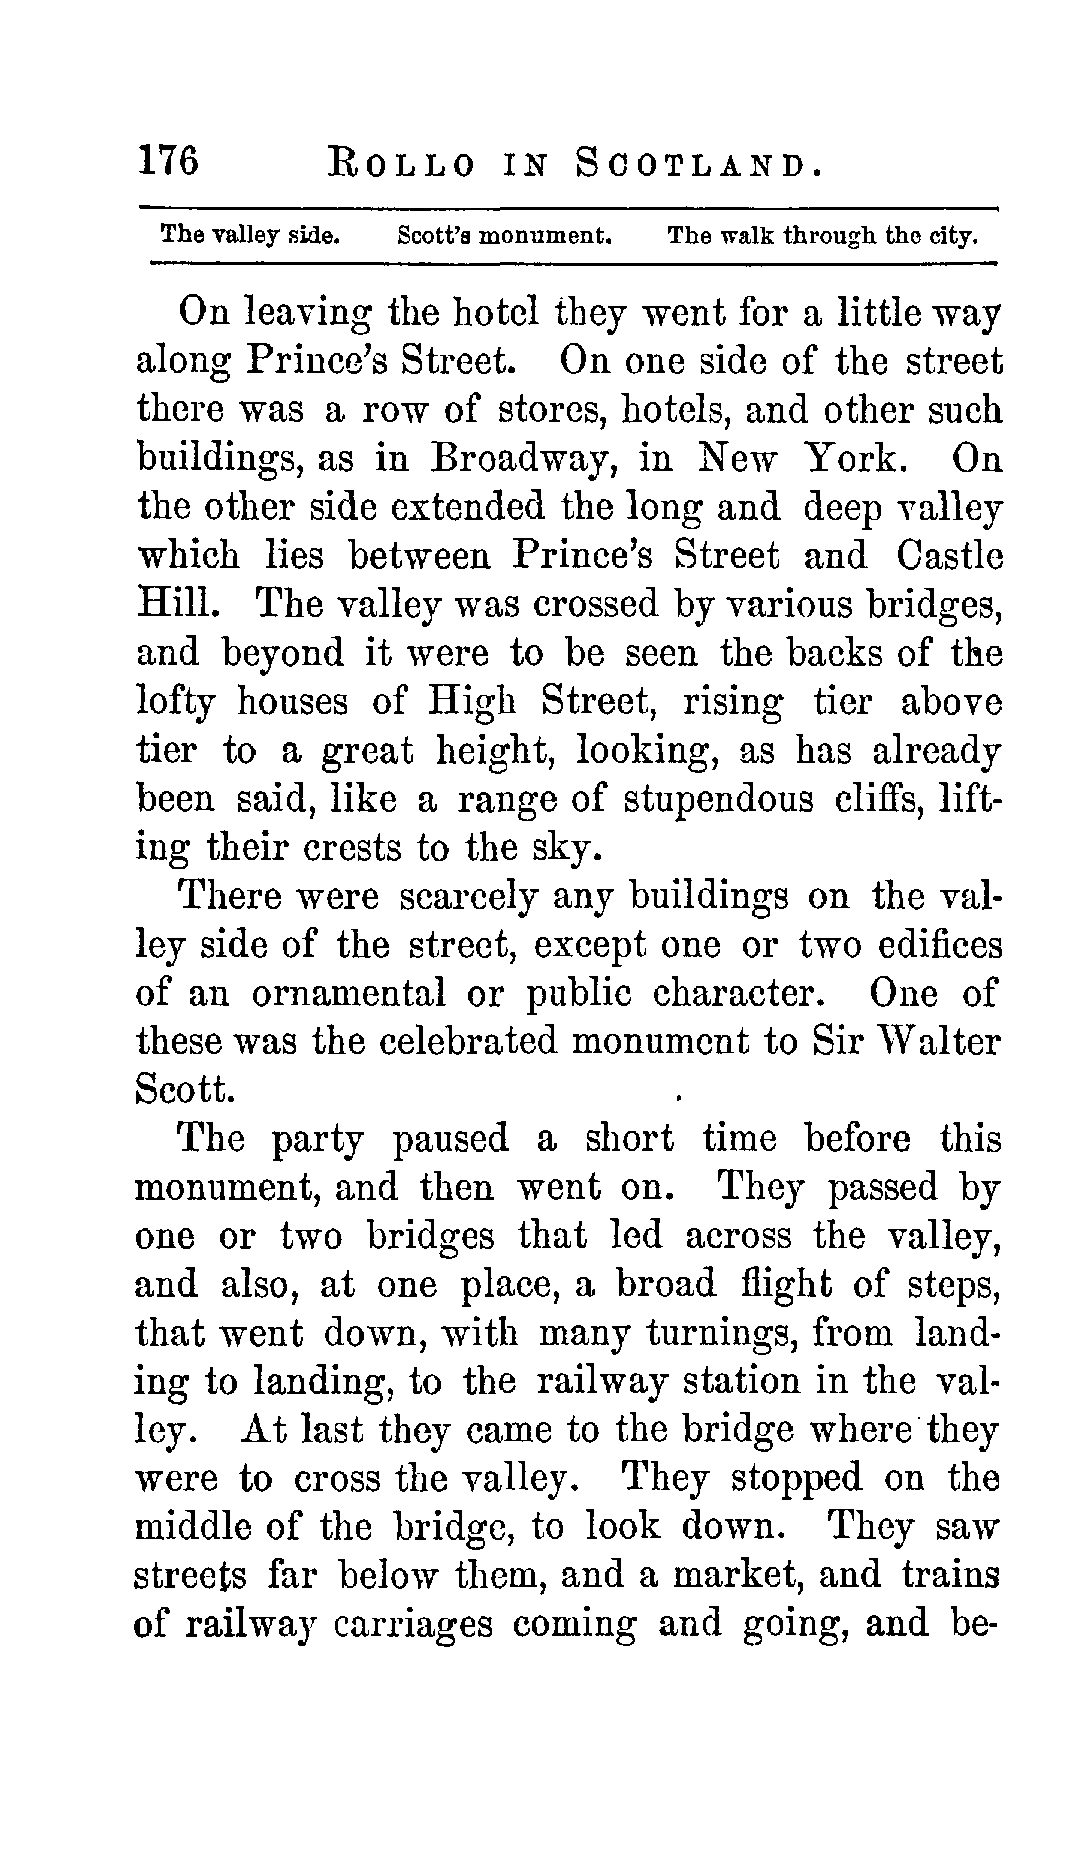 176 ROLLO IN SCOTLAND.
The valley side. Scott's monument. The walk through the city.
On leaving the hotel they went for a little way
along Prince's Street. On one side of the street
there was a row of stores, hotels, and other such
buildings, as in Broadway, in New York. On
the other side extended the long and deep valley
which lies between Prince's Street and Castle
Hill. The valley was crossed by various bridges,
and beyond it were to be seen the backs of the
lofty houses of High Street, rising tier above
tier to a great height, looking, as has already
been said, like a range of stupendous cliffs, lift-
ing their crests to the sky.
There were scarcely any buildings on the val-
ley side of the street, except one or two edifices
of an ornamental or public character. One of
these was the celebrated monument to Sir Walter
Scott.
The party paused a short time before this
monument, and then went on. They passed by
one or two bridges that led across the valley,
and also, at one place, a broad flight of steps,
that went down, with many turnings, from land-
ing to landing, to the railway station in the val-
ley. At last they came to the bridge where they
were to cross the valley. They stopped on the
middle of the bridge, to look down. They saw
streets far below them, and a market, and trains
of railway carriages coming and going, and be-